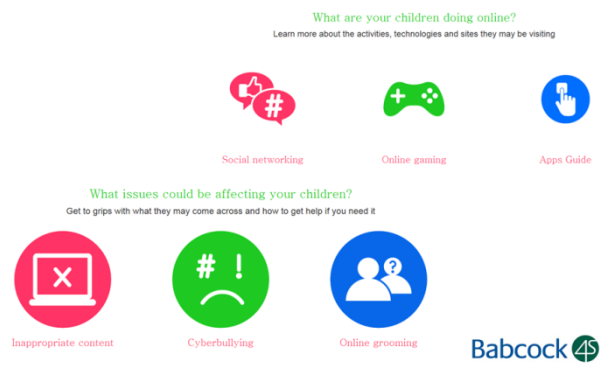 What are your children doing online?
Learn more about the activities, technologies and sites they may be visiting
#
Social networking
Online gaming
Apps Guide
What issues could be affecting your children?
Get to grips with what they may come across and how to get help if you need it
X
# !
?
Inappropriate content
Cyberbullying
Online grooming
Babcock 4S